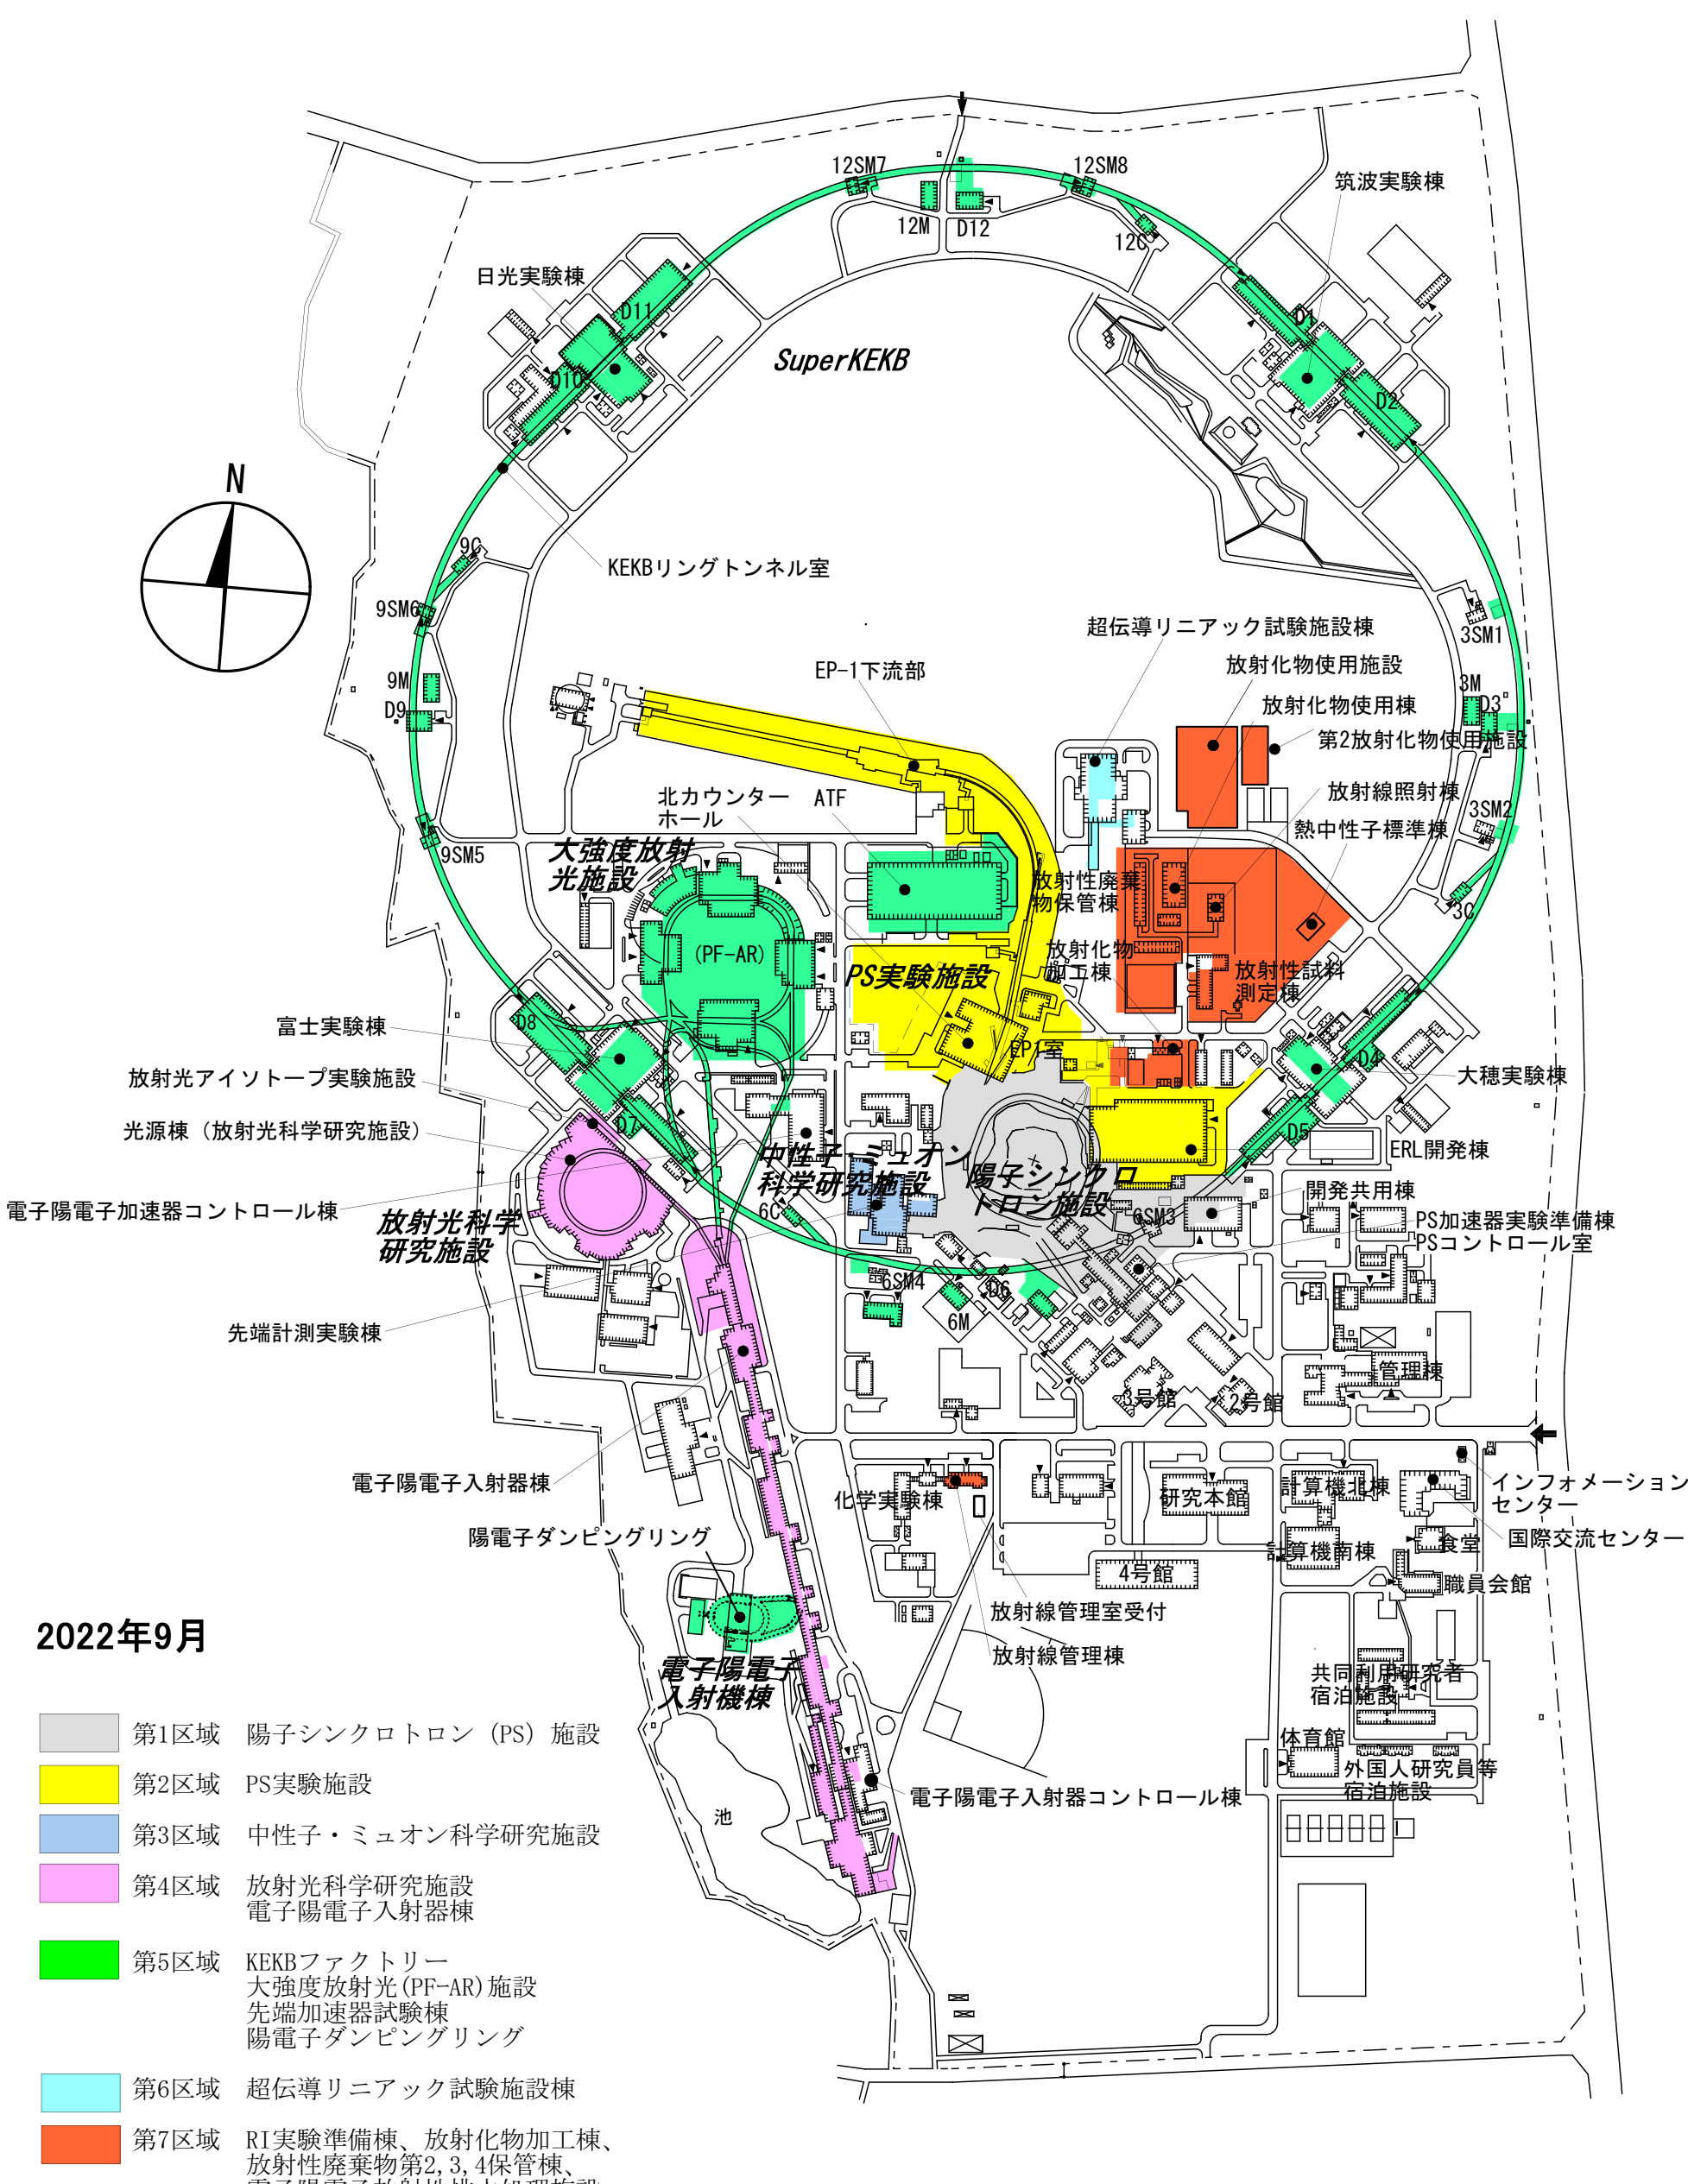 12SM7
12SM8
筑波実験棟
12M
D12
12C
日光実験棟
D11
D1
SuperKEKB
D10
D2
N
9C
KEKBリングトンネル室
9SM6
超伝導リニアック試験施設棟
3SM1
EP-1下流部
放射化物使用施設
9M
3M
D9
D3
放射化物使用棟
第2放射化物使用施設
北カウンター
ホール
ATF
放射線照射棟
3SM2
熱中性子標準棟
9SM5
大強度放射
光施設
放射性廃棄
物保管棟
3C
(PF-AR)
放射化物
加工棟
PS実験施設
放射性試料
測定棟
D8
富士実験棟
EP1室
D4
放射光アイソトープ実験施設
大穂実験棟
光源棟（放射光科学研究施設）
D7
D5
中性子・ミュオン
科学研究施設
ERL開発棟
陽子シンクロ
トロン施設
開発共用棟
電子陽電子加速器コントロール棟
6C
6SM3
放射光科学
研究施設
PS加速器実験準備棟
PSコントロール室
6SM4
D6
6M
先端計測実験棟
管理棟
3号館
2号館
電子陽電子入射器棟
化学実験棟
研究本館
計算機北棟
インフォメーション
センター
陽電子ダンピングリング
計算機南棟
食堂
国際交流センター
4号館
職員会館
放射線管理室受付
2022年9月
放射線管理棟
電子陽電子
入射機棟
共同利用研究者
宿泊施設
体育館
外国人研究員等
宿泊施設
池
電子陽電子入射器コントロール棟
第1区域 陽子シンクロトロン (PS) 施設
第2区域 PS実験施設
第3区域 中性子・ミュオン科学研究施設
第4区域 放射光科学研究施設
電子陽電子入射器棟
第5区域 KEKBファクトリー
大強度放射光(PF-AR)施設
先端加速器試験棟
陽電子ダンピングリング
第6区域 超伝導リニアック試験施設棟
第7区域 RI実験準備棟、放射化物加工棟、
放射性廃棄物第2,3,4保管棟、